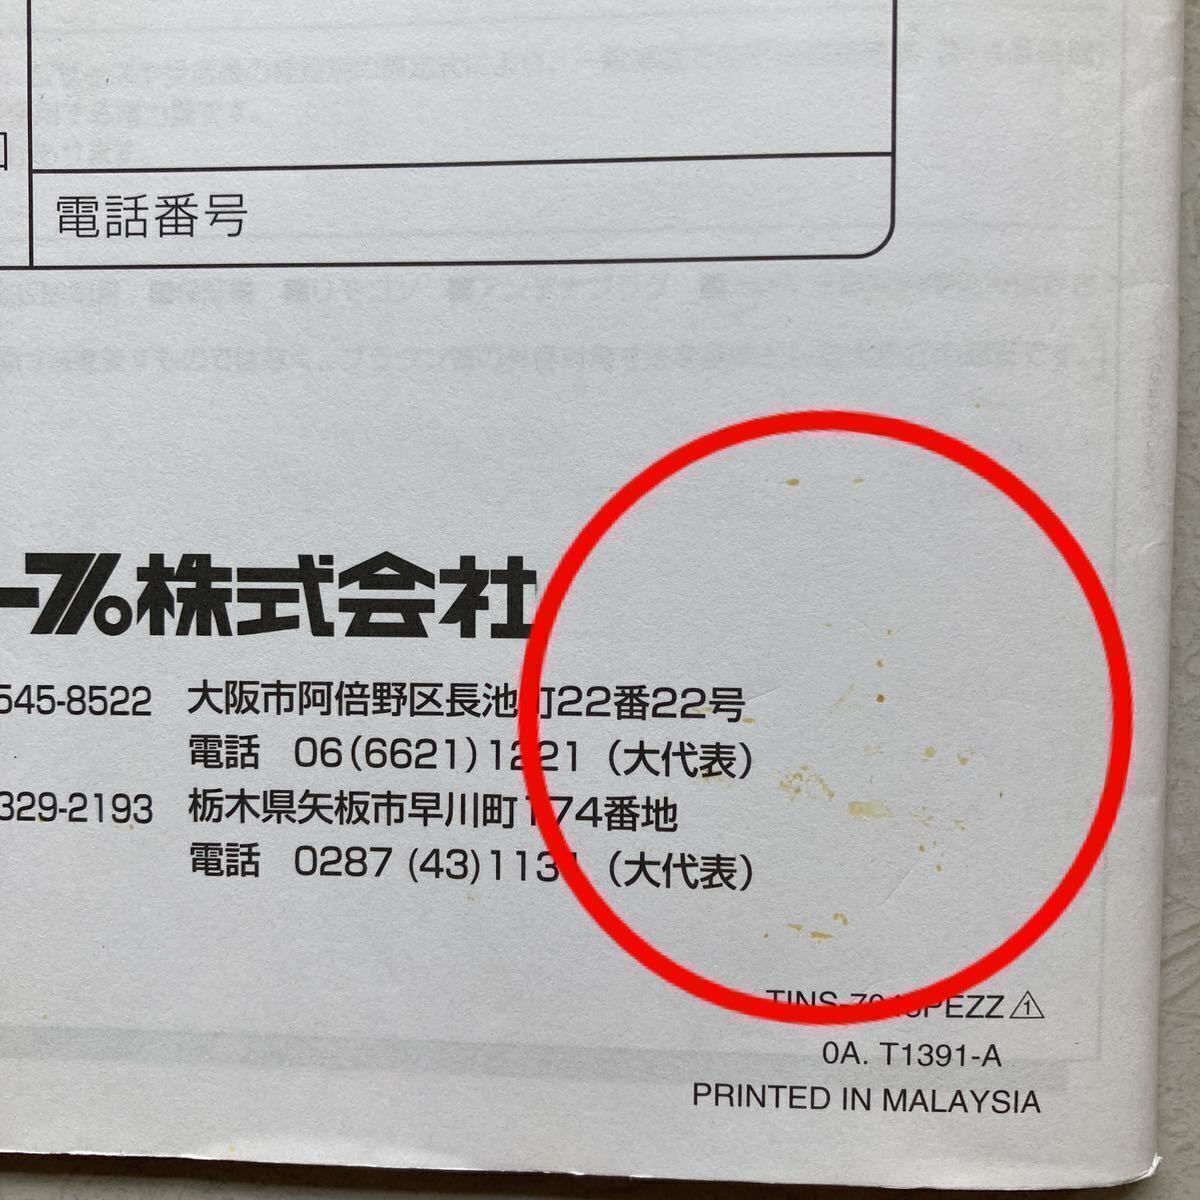 電話番号
ープ株式会社
545-8522 大阪市阿倍野区長池町22番22号
電話 06(6621)1221（大代表）
329-2193 栃木県矢板市早川町174番地
電話 0287 (43)1131（大代表）
0A. T1391-A
PRINTED IN MALAYSIA